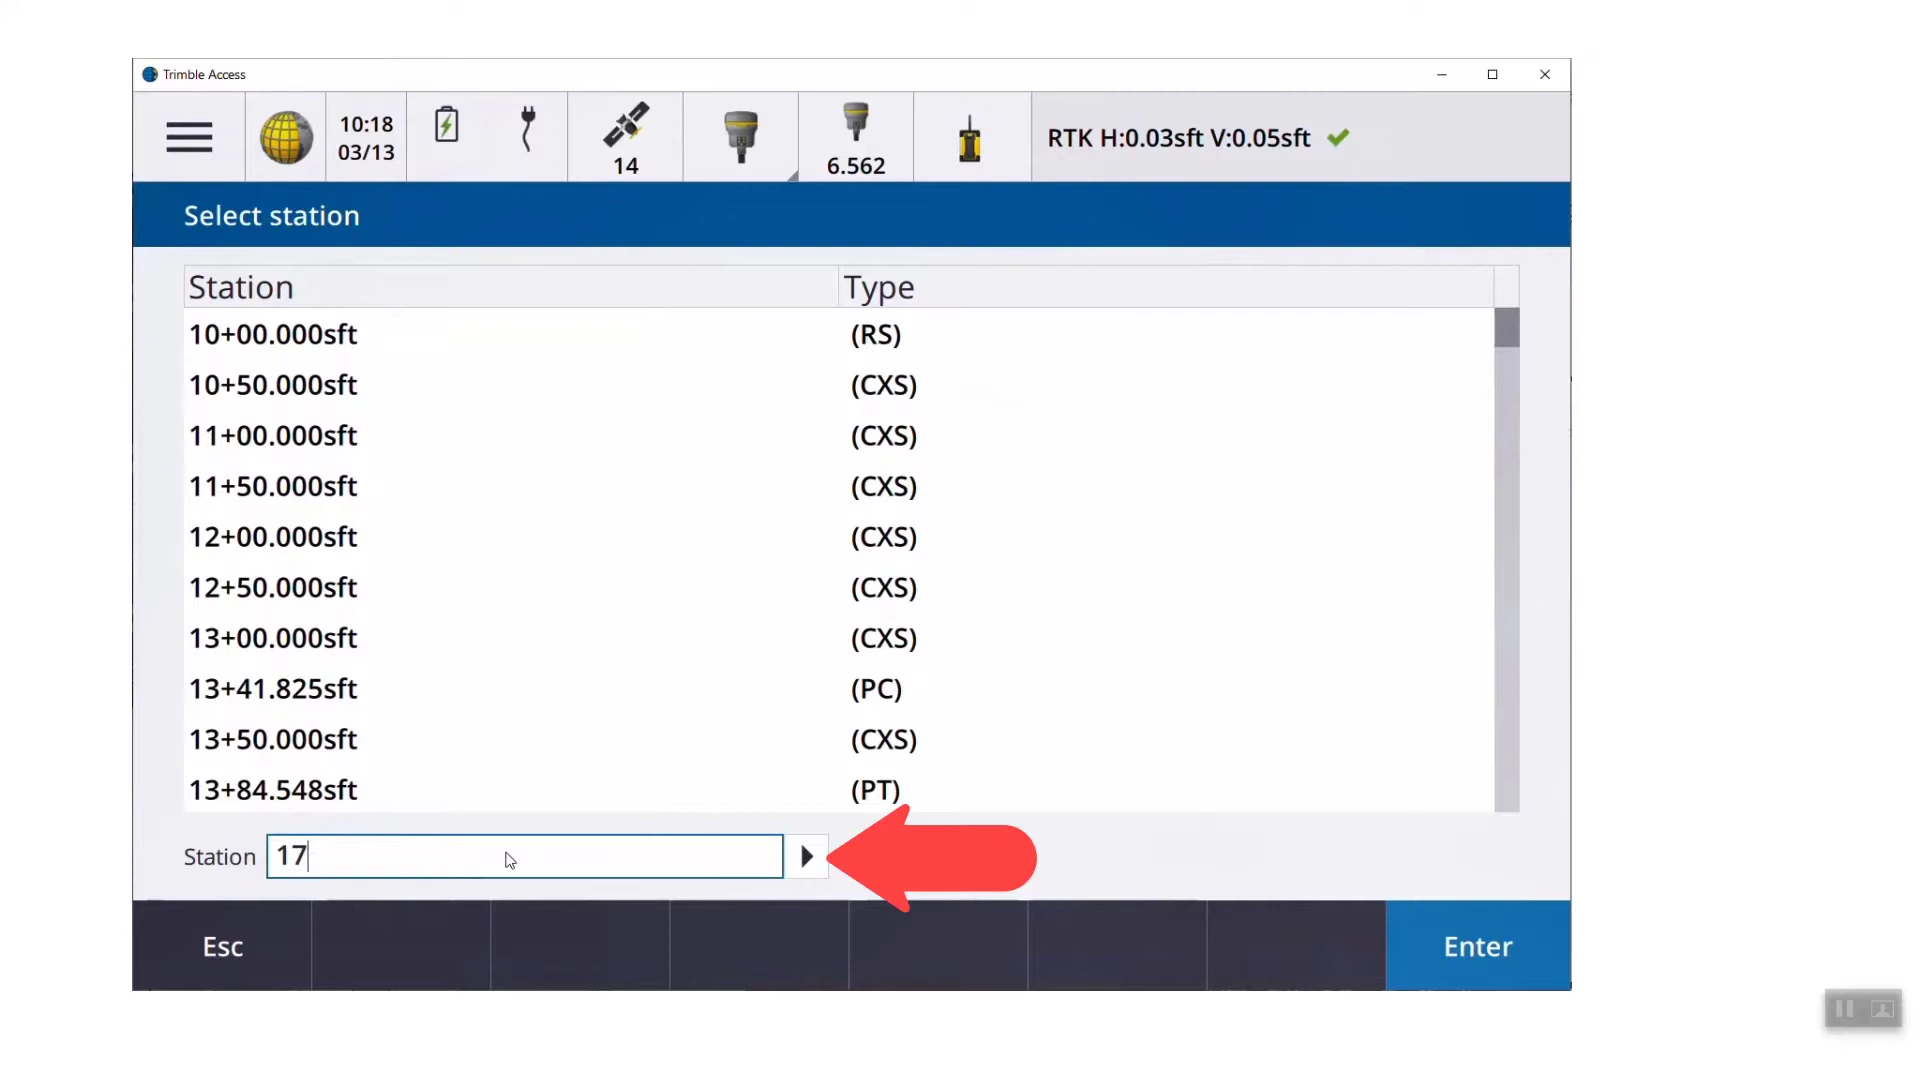 Trimble Access
10:18
03/13
14
6.562
RTK H:0.03sft V:0.05sft
Select station
Station Type
10+00.000sft (RS)
10+50.000sft (CXS)
11+00.000sft (CXS)
11+50.000sft (CXS)
12+00.000sft (CXS)
12+50.000sft (CXS)
13+00.000sft (CXS)
13+41.825sft (PC)
13+50.000sft (CXS)
13+84.548sft (PT)
Station 17
Esc Enter